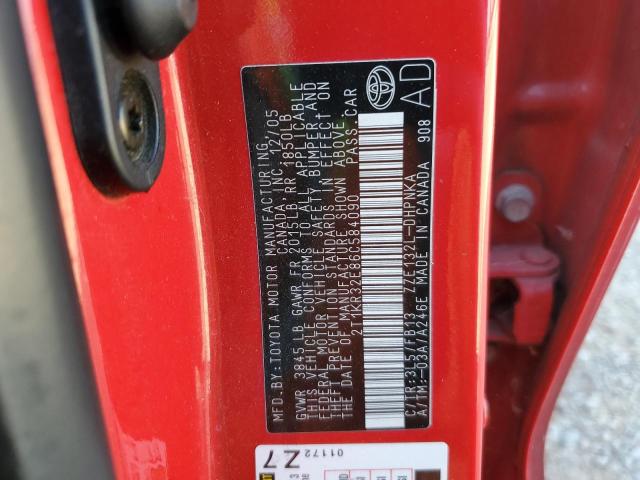 MFD.BY:TOYOTA MOTOR MANUFACTURING
CANADA, INC. 12/05
GVWR 3845LB GAWR FR 2015LB RR 1850LB
THIS VEHICLE CONFORMS TO ALL APPLICABLE
FEDERAL MOTOR VEHICLE SAFETY, BUMPER,AND
THEFT PREVENTION STANDARDS IN EFFECT ON
THE DATE OF MANUFACTURE SHOWN ABOVE.
2T1KR32E86C584090 PASS.CAR
C/TR:3L5/FB13 ZZE132L-DHPNKA
A/TM:-03A/A246E MADE IN CANADA 908
AD
01172
Z7